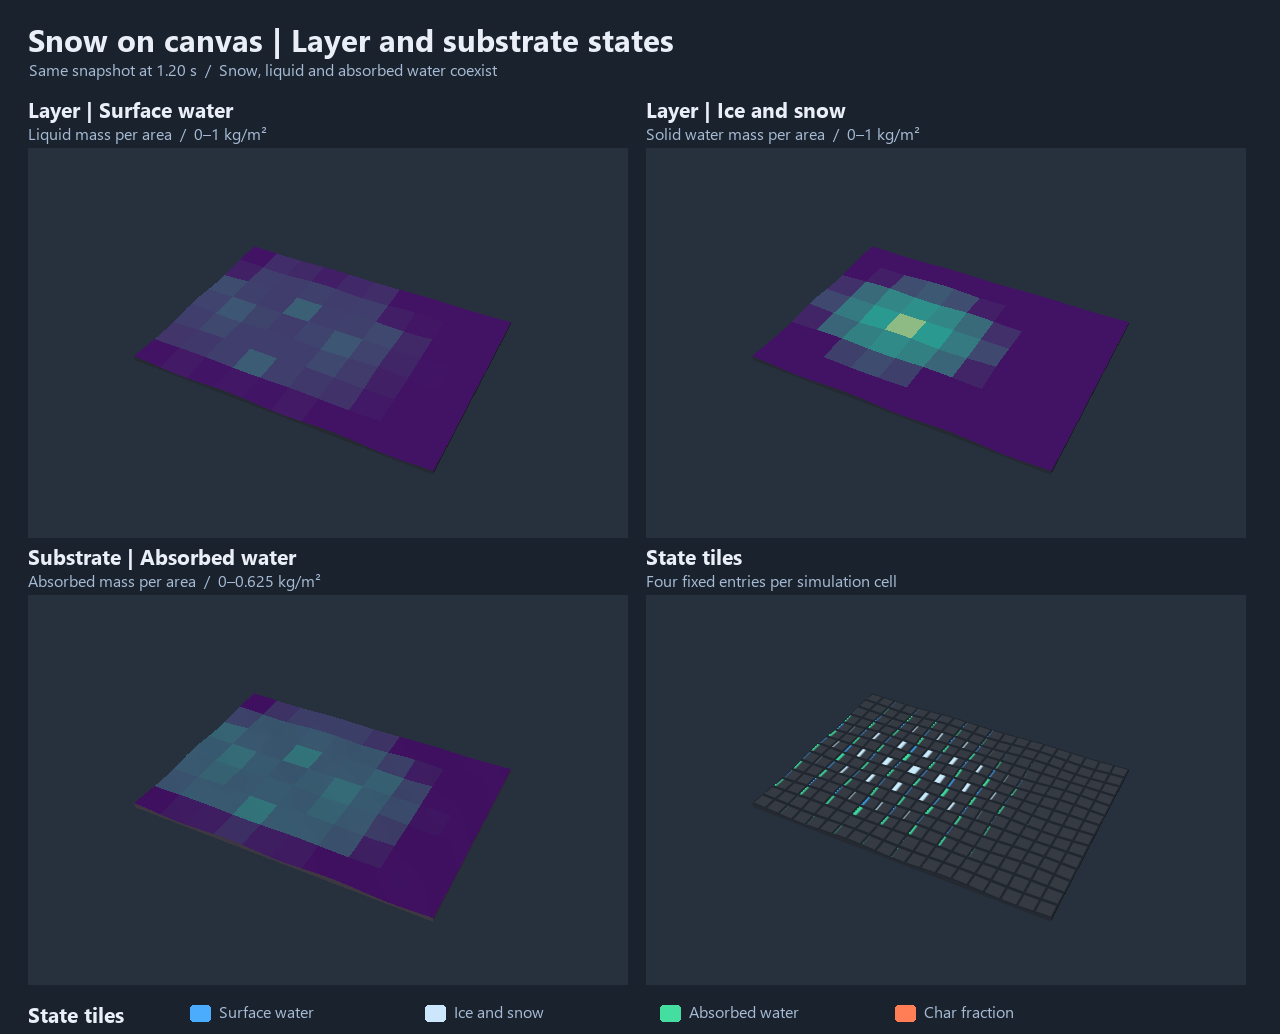 Snow on canvas | Layer and substrate states
Same snapshot at 1.20 s / Snow, liquid and absorbed water coexist
Layer | Surface water
Liquid mass per area / 0–1 kg/m²
Layer | Ice and snow
Solid water mass per area / 0–1 kg/m²
Substrate | Absorbed water
Absorbed mass per area / 0–0.625 kg/m²
State tiles
Four fixed entries per simulation cell
State tiles
Surface water
Ice and snow
Absorbed water
Char fraction